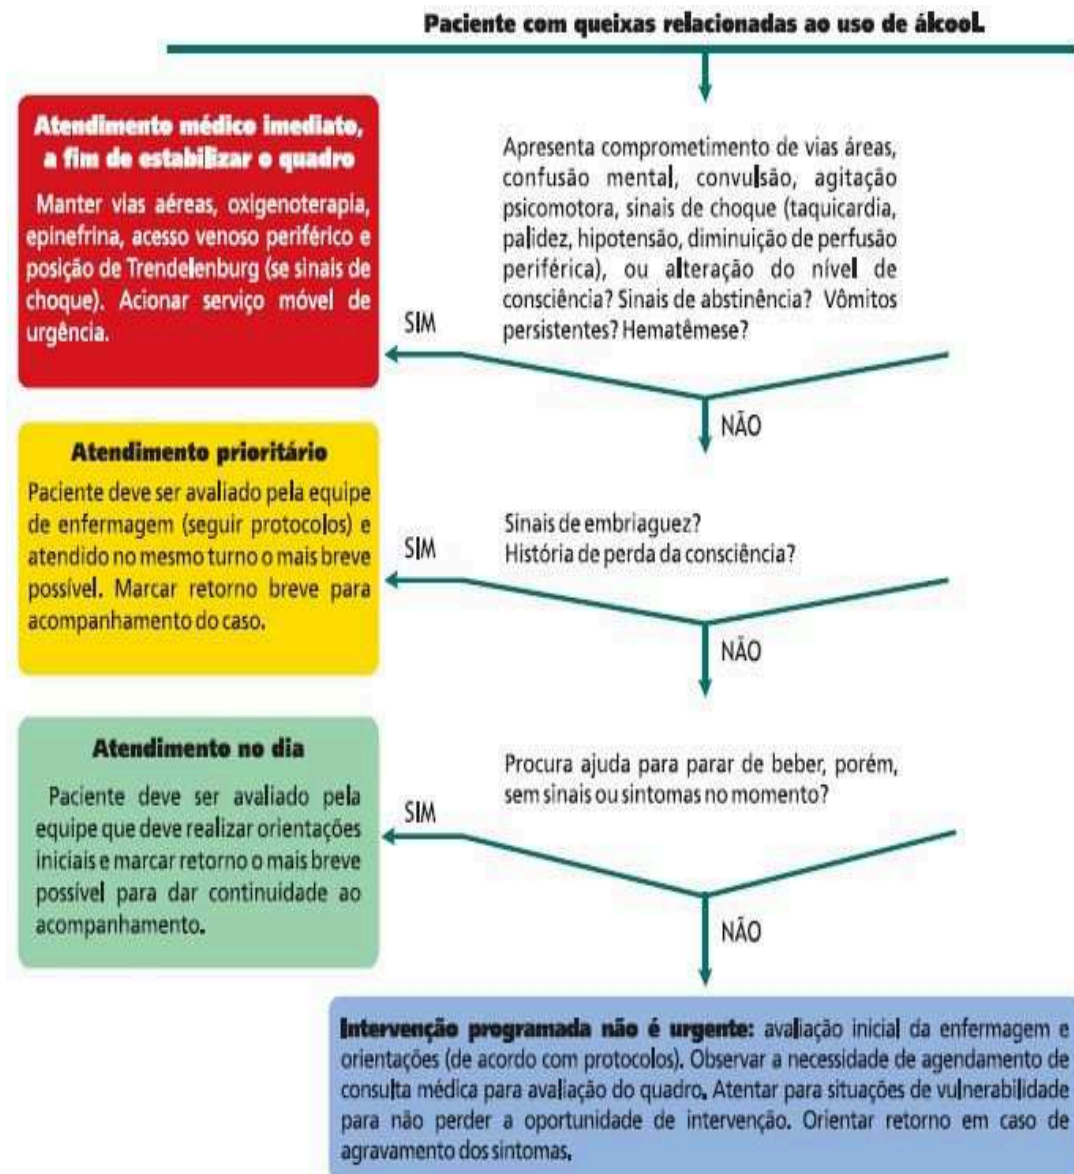 Paciente com queixas relacionadas ao uso de álcool.
Atendimento médico imediato,
a fim de estabilizar o quadro
Manter vias aéreas, oxigenoterapia,
epinefrina, acesso venoso periférico e
posição de Trendelenburg (se sinais de
choque). Acionar serviço móvel de
urgência.
Apresenta comprometimento de vias áreas,
confusão mental, convulsão, agitação
psicomotora, sinais de choque (taquicardia,
palidez, hipotensão, diminuição de perfusão
periférica), ou alteração do nível de
consciência? Sinais de abstinência? Vômitos
persistentes? Hematêmese?
SIM
NÃO
Atendimento prioritário
Paciente deve ser avaliado pela equipe
de enfermagem (seguir protocolos) e
atendido no mesmo turno o mais breve
possível. Marcar retorno breve para
acompanhamento do caso.
Sinais de embriaguez?
História de perda da consciência?
SIM
NÃO
Atendimento no dia
Paciente deve ser avaliado pela
equipe que deve realizar orientações
iniciais e marcar retorno o mais breve
possível para dar continuidade ao
acompanhamento.
Procura ajuda para parar de beber, porém,
sem sinais ou sintomas no momento?
SIM
NÃO
Intervenção programada não é urgente: avaliação inicial da enfermagem e
orientações (de acordo com protocolos). Observar a necessidade de agendamento de
consulta médica para avaliação do quadro. Atentar para situações de vulnerabilidade
para não perder a oportunidade de intervenção. Orientar retorno em caso de
agravamento dos sintomas.